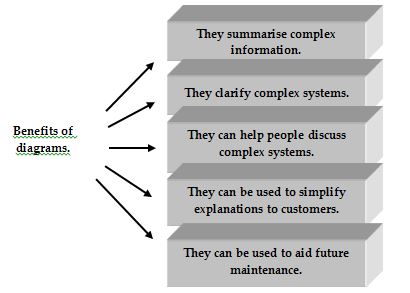 Benefits of
diagrams.
They summarise complex
information.
They clarify complex systems.
They can help people discuss
complex systems.
They can be used to simplify
explanations to customers.
They can be used to aid future
maintenance.